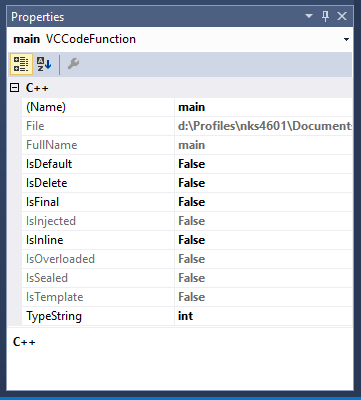 Properties
main VCCodeFunction
C++
(Name) main
File d:\Profiles\nks4601\Document
FullName main
IsDefault False
IsDelete False
IsFinal False
IsInjected False
IsInline False
IsOverloaded False
IsSealed False
IsTemplate False
TypeString int
C++